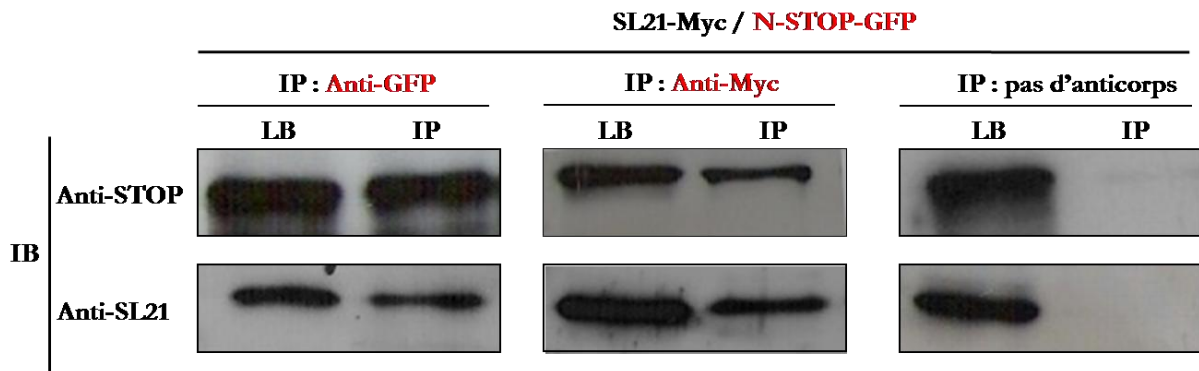 SL21-Myc / N-STOP-GFP
IP : Anti-GFP IP : Anti-Myc IP : pas d'anticorps
LB IP LB IP LB IP
Anti-STOP
IB
Anti-SL21